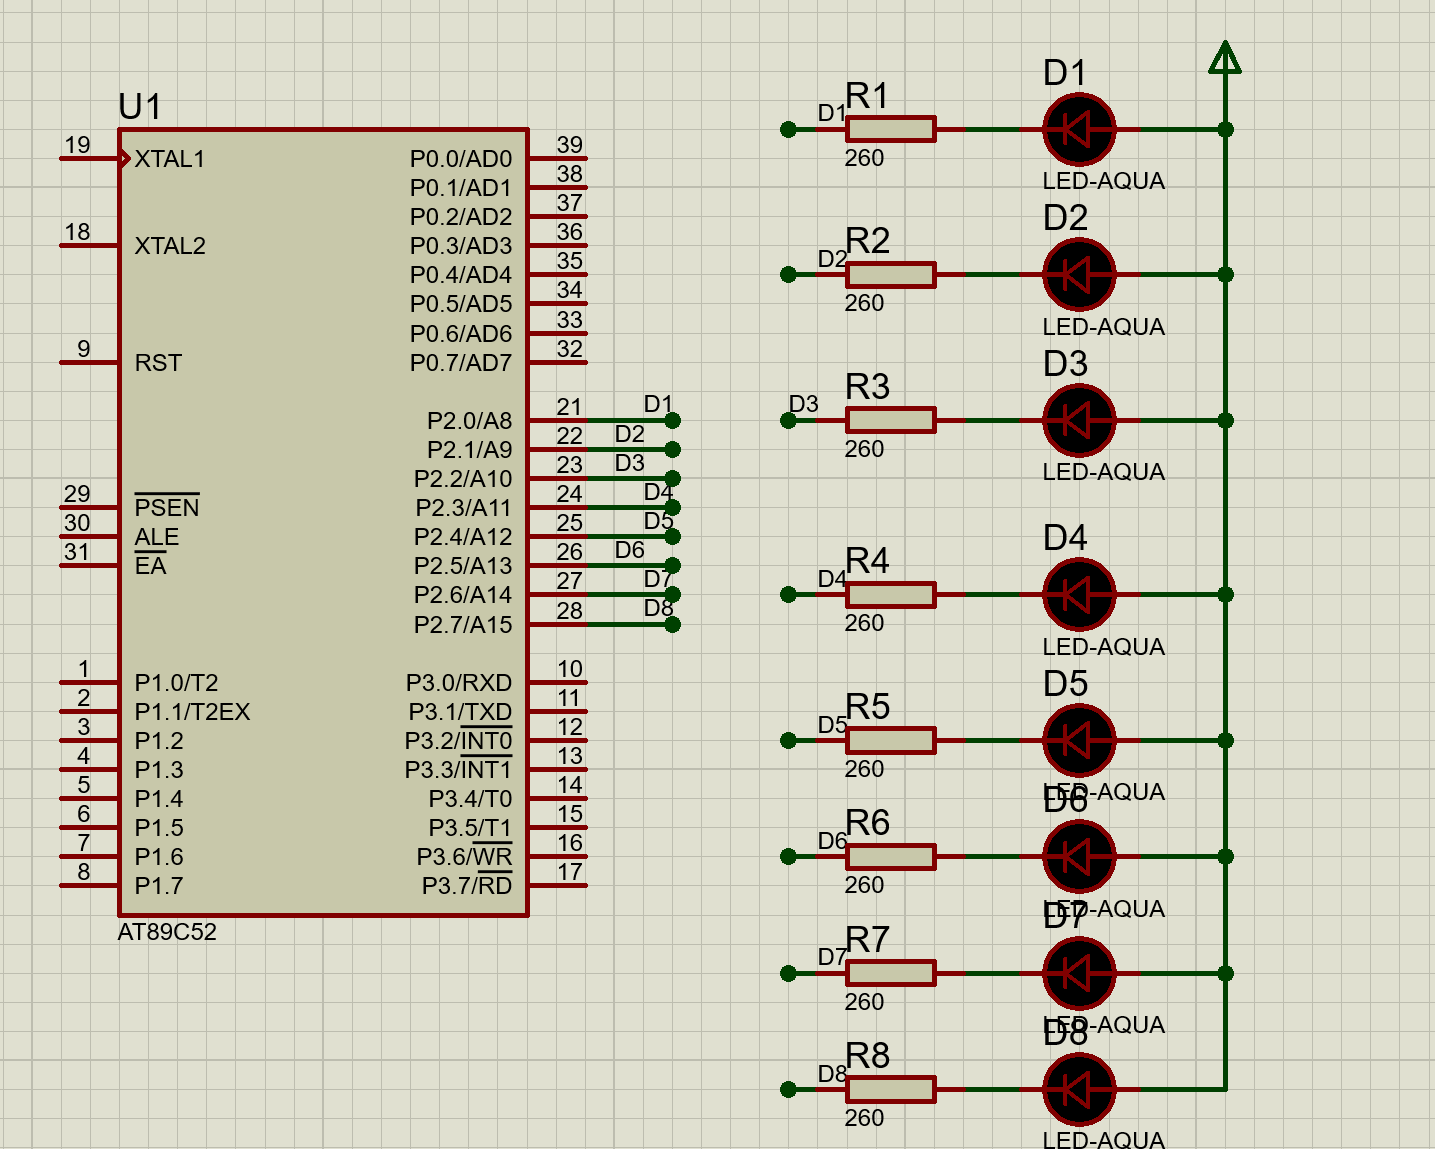 U1
19 XTAL1
18 XTAL2
9 RST
29 PSEN
30 ALE
31 EA
1 P1.0/T2
2 P1.1/T2EX
3 P1.2
4 P1.3
5 P1.4
6 P1.5
7 P1.6
8 P1.7
P0.0/AD0 39
P0.1/AD1 38
P0.2/AD2 37
P0.3/AD3 36
P0.4/AD4 35
P0.5/AD5 34
P0.6/AD6 33
P0.7/AD7 32
P2.0/A8 21 D1
P2.1/A9 22 D2
P2.2/A10 23 D3
P2.3/A11 24 D4
P2.4/A12 25 D5
P2.5/A13 26 D6
P2.6/A14 27 D7
P2.7/A15 28 D8
P3.0/RXD 10
P3.1/TXD 11
P3.2/INT0 12
P3.3/INT1 13
P3.4/T0 14
P3.5/T1 15
P3.6/WR 16
P3.7/RD 17
AT89C52
D1
D1 R1
260
LED-AQUA
D2
D2 R2
260
LED-AQUA
D3
D3 R3
260
LED-AQUA
D4
D4 R4
260
LED-AQUA
D5
D5 R5
260
LED-AQUA
D6
D6 R6
260
LED-AQUA
D7
D7 R7
260
LED-AQUA
D8
D8 R8
260
LED-AQUA